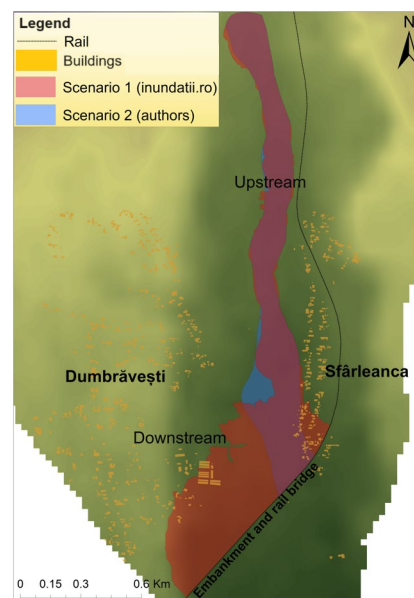 Legend
Rail
Buildings
Scenario 1 (inundatii.ro)
Scenario 2 (authors)
N
Upstream
Dumbrăvești
Sfârleanca
Downstream
Embankment and rail bridge
0 0.15 0.3 0.6 Km